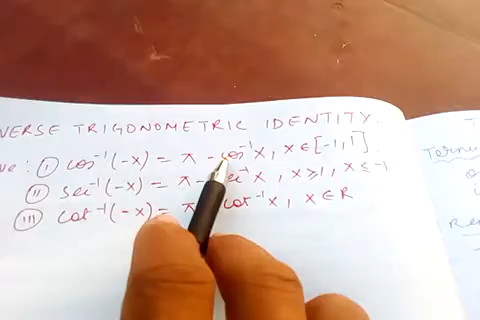 VERSE TRIGONOMETRIC IDENTITY.
ve: (i) cos⁻¹(-x) = π - cos⁻¹x, x ∈ [-1, 1].
(ii) sec⁻¹(-x) = π - sec⁻¹x, x ≥ 1, x ≤ -1
(iii) cot⁻¹(-x) = π cot⁻¹x, x ∈ R